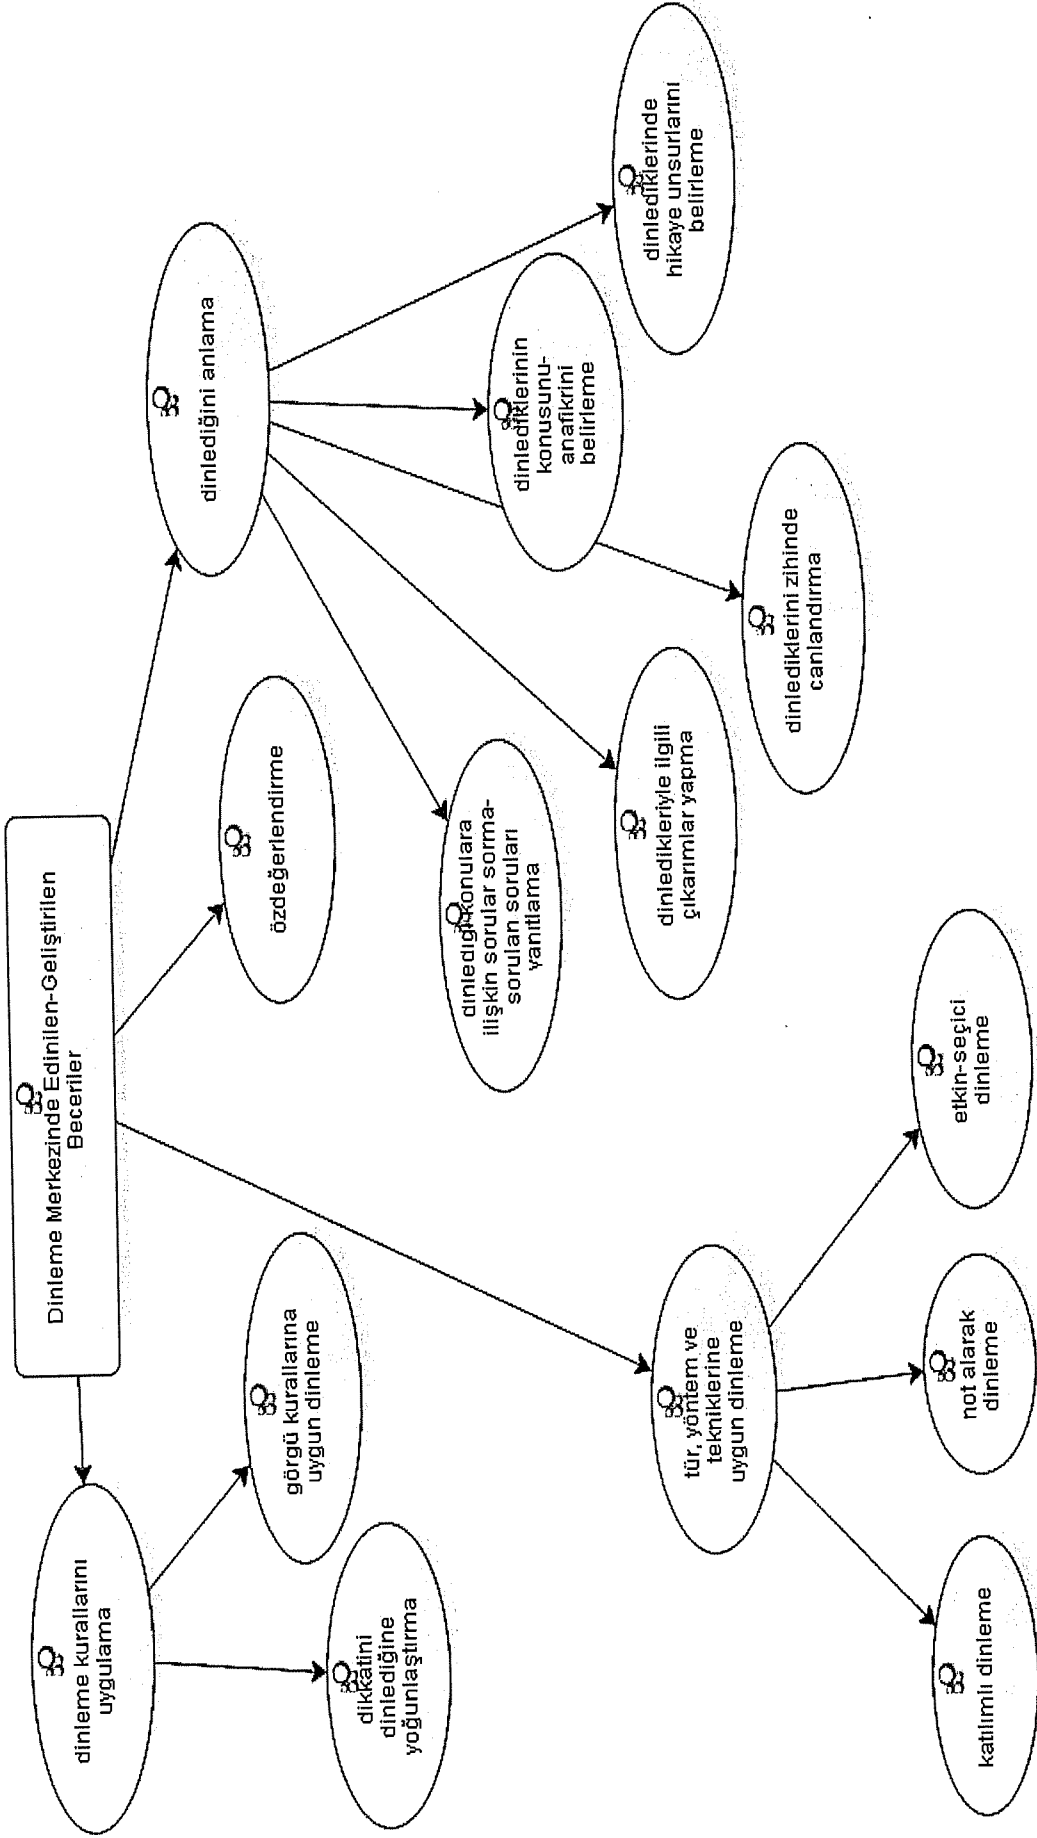 Dinleme Merkezinde Edinilen-Geliştirilen
Beceriler
dinleme kurallarını
uygulama
dikkatini
dinlediğine
yoğunlaştırma
görgü kurallarına
uygun dinleme
tür, yöntem ve
tekniklerine
uygun dinleme
katılımlı dinleme
not alarak
dinleme
etkin-seçici
dinleme
özdeğerlendirme
dinlediğini anlama
dinlediği konulara
ilişkin sorular sorma-
sorulan soruları
yanıtlama
dinledikleriyle ilgili
çıkarımlar yapma
dinlediklerini zihinde
canlandırma
dinlediklerinin
konusunu-
anafikrini
belirleme
dinlediklerinde
hikaye unsurlarını
belirleme